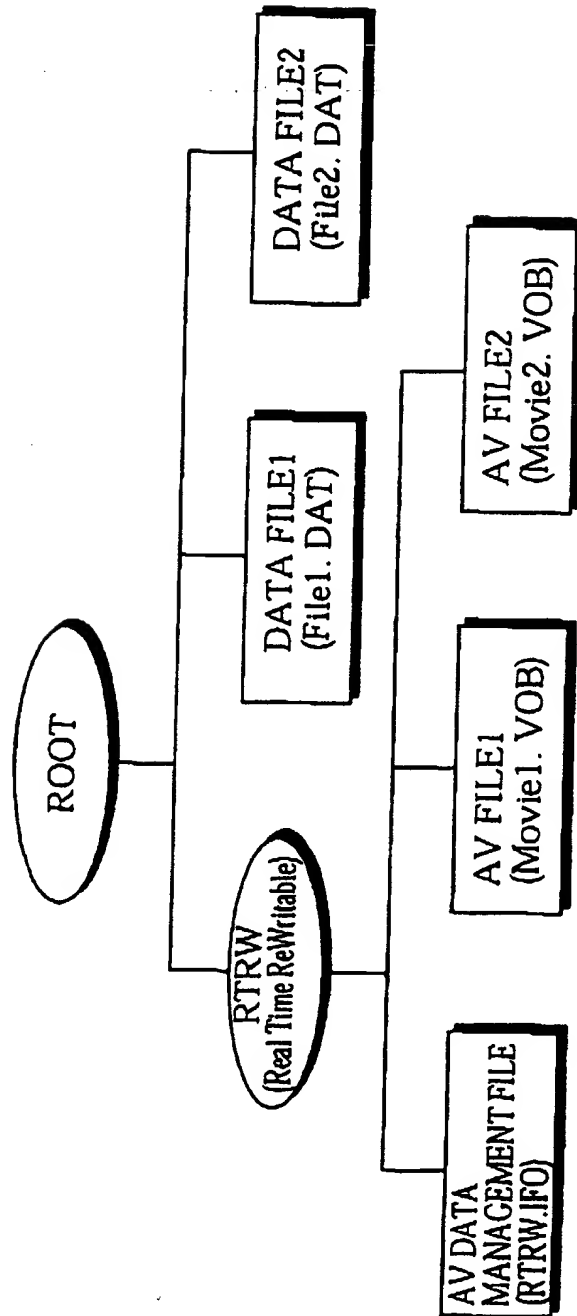 ROOT
RTRW
(Real Time ReWritable)
DATA FILE1
(File1. DAT)
DATA FILE2
(File2. DAT)
AV DATA
MANAGEMENT FILE
(RTRW.IFO)
AV FILE1
(Movie1. VOB)
AV FILE2
(Movie2. VOB)